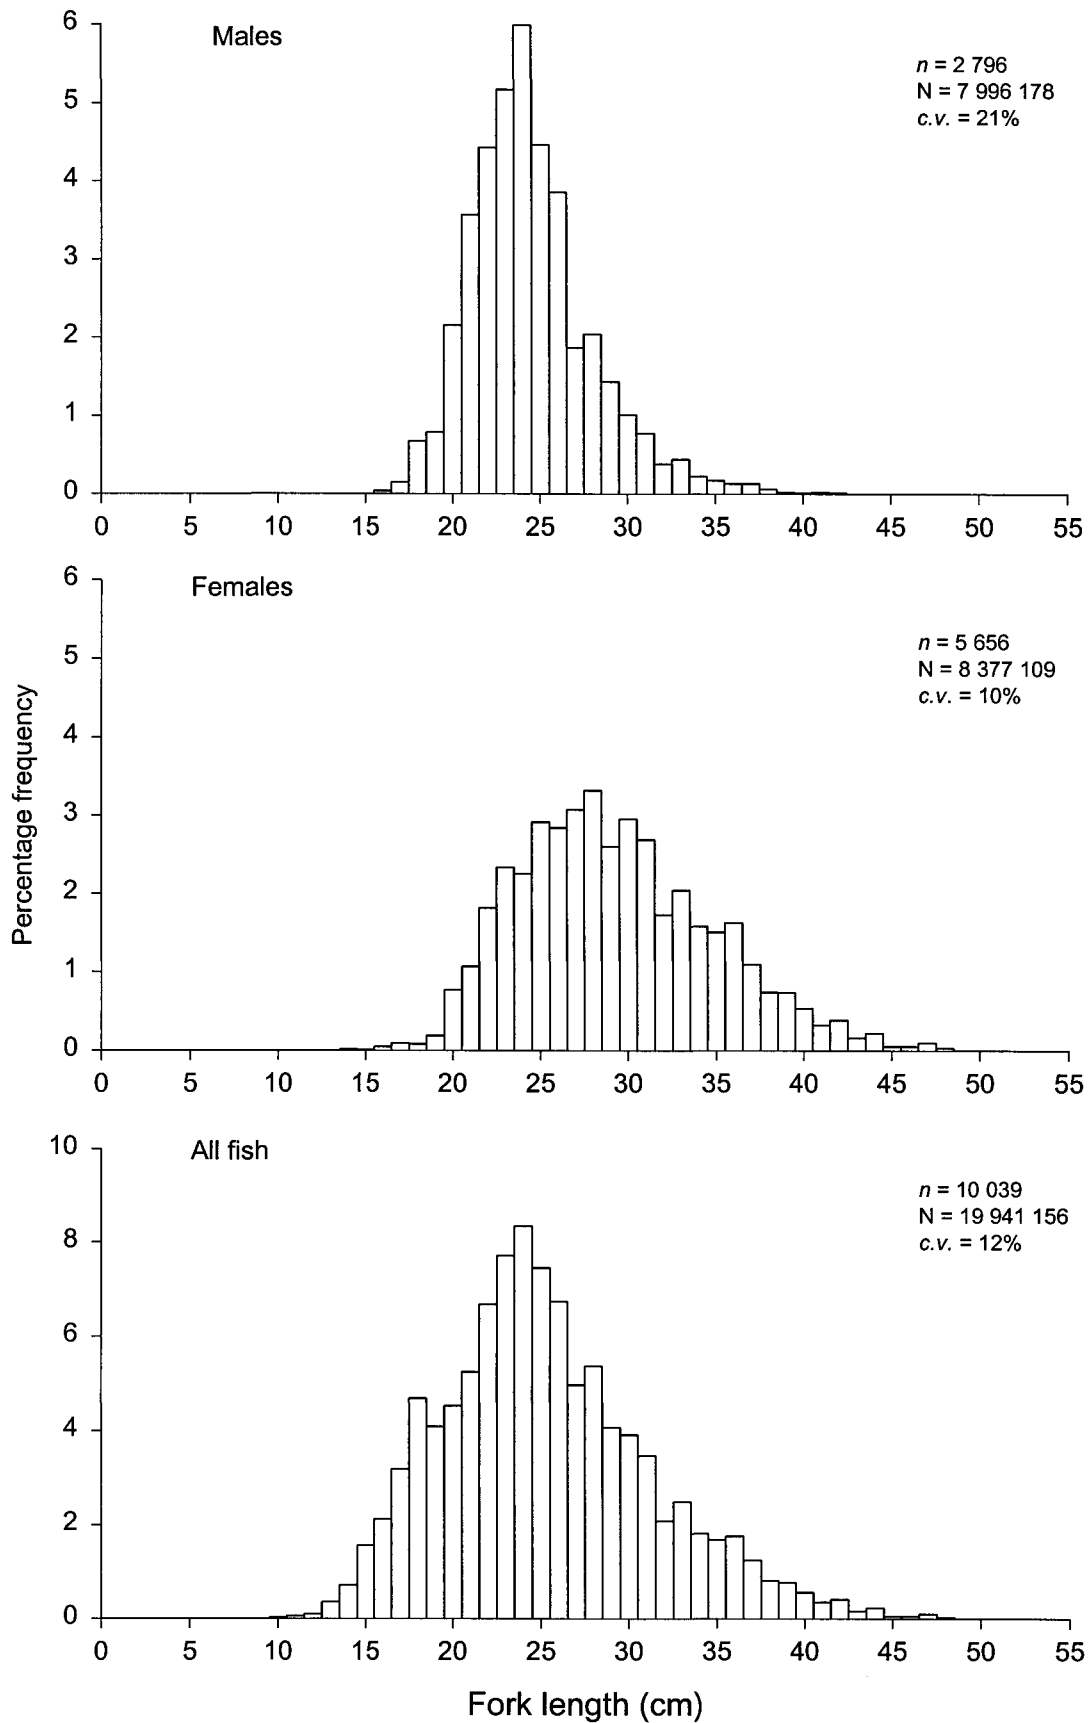 Males
n = 2 796
N = 7 996 178
c.v. = 21%
6
5
4
3
2
1
0
0 5 10 15 20 25 30 35 40 45 50 55
Females
n = 5 656
N = 8 377 109
c.v. = 10%
6
5
4
3
2
1
0
0 5 10 15 20 25 30 35 40 45 50 55
Percentage frequency
All fish
n = 10 039
N = 19 941 156
c.v. = 12%
10
8
6
4
2
0
0 5 10 15 20 25 30 35 40 45 50 55
Fork length (cm)